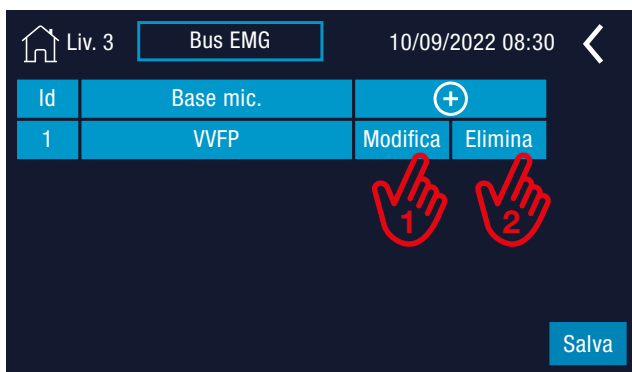 Liv. 3 Bus EMG 10/09/2022 08:30
Id Base mic.
1 VVFP Modifica Elimina
1 2
Salva